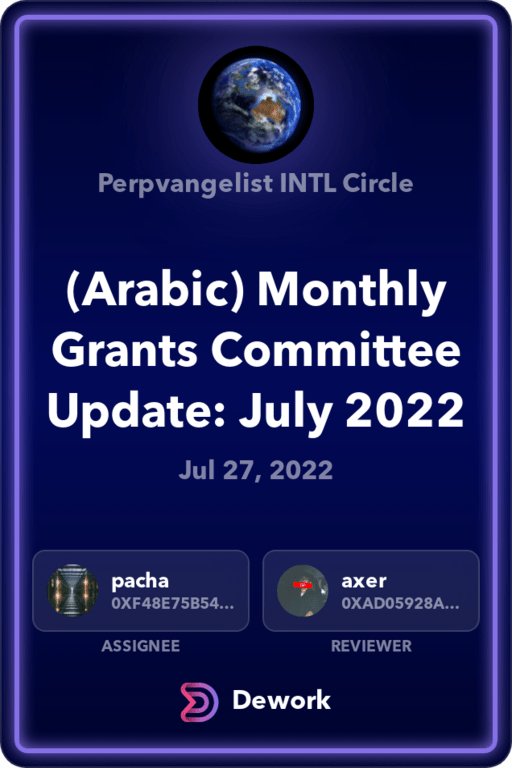 Perpvangelist INTL Circle
(Arabic) Monthly
Grants Committee
Update: July 2022
Jul 27, 2022
pacha
0XF48E75B54...
ASSIGNEE
axer
0XAD05928A...
REVIEWER
Dework